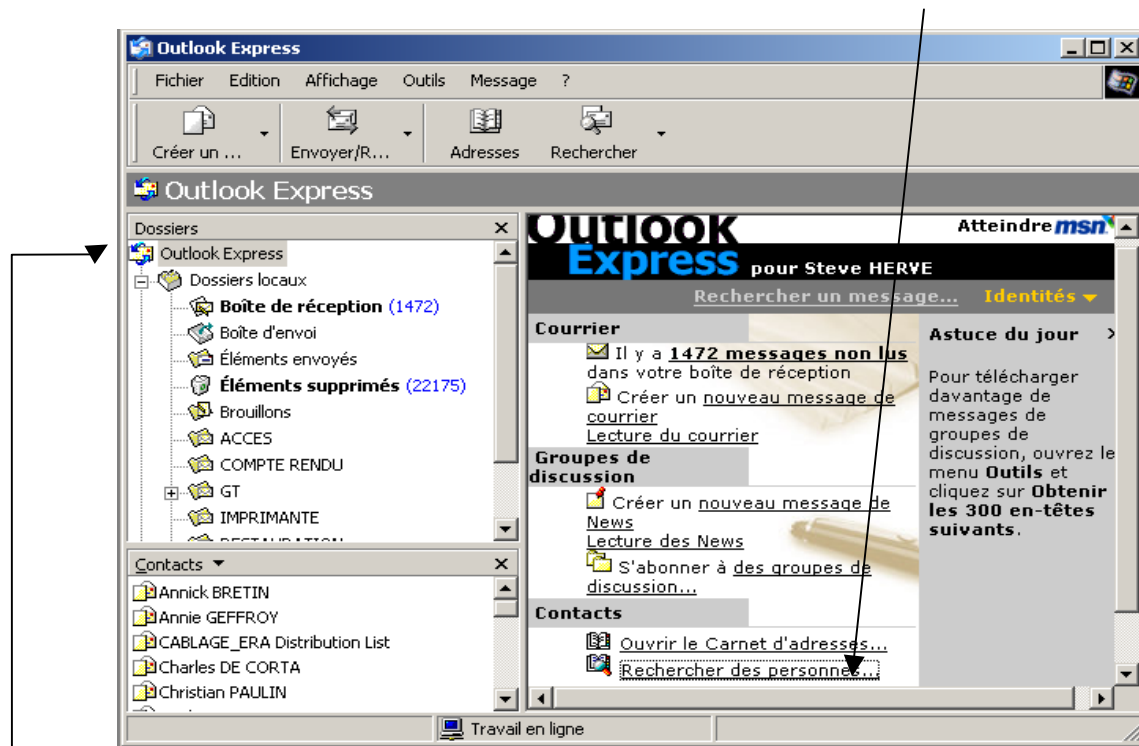 Outlook Express
Fichier Edition Affichage Outils Message ?
Créer un ... Envoyer/R... Adresses Rechercher
Outlook Express
Dossiers
Outlook Express
Dossiers locaux
Boîte de réception (1472)
Boîte d'envoi
Éléments envoyés
Éléments supprimés (22175)
Brouillons
ACCES
COMPTE RENDU
GT
IMPRIMANTE
Contacts
Annick BRETIN
Annie GEFFROY
CABLAGE_ERA Distribution List
Charles DE CORTA
Christian PAULIN
Outlook
Express pour Steve HERVE
Atteindre msn
Rechercher un message... Identités
Courrier
Il y a 1472 messages non lus
dans votre boîte de réception
Créer un nouveau message de
courrier
Lecture du courrier
Groupes de
discussion
Créer un nouveau message de
News
Lecture des News
S'abonner à des groupes de
discussion...
Contacts
Ouvrir le Carnet d'adresses...
Rechercher des personnes...
Astuce du jour
Pour télécharger
davantage de
messages de
groupes de
discussion, ouvrez le
menu Outils et
cliquez sur Obtenir
les 300 en-têtes
suivants.
Travail en ligne